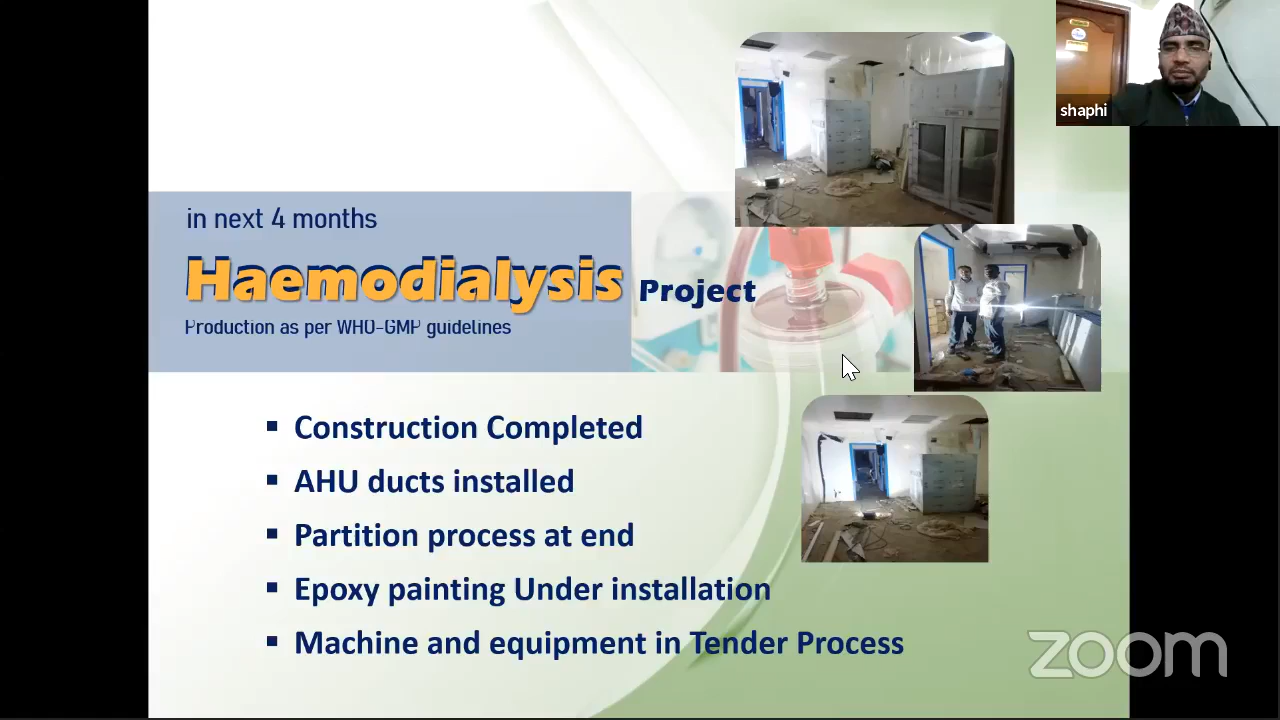 shaphi
in next 4 months
Haemodialysis Project
Production as per WHO-GMP guidelines
▪ Construction Completed
▪ AHU ducts installed
▪ Partition process at end
▪ Epoxy painting Under installation
▪ Machine and equipment in Tender Process
zoom